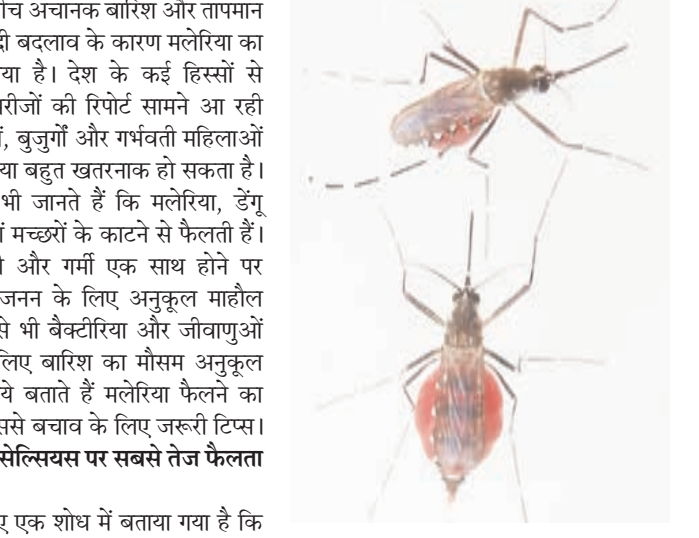 ीच अचानक बारिश और तापमान
दी बदलाव के कारण मलेरिया का
या है। देश के कई हिस्सों से
रीजों की रिपोर्ट सामने आ रही
ं, बुजुर्गों और गर्भवती महिलाओं
या बहुत खतरनाक हो सकता है।
भी जानते हैं कि मलेरिया, डेंगू
ां मच्छरों के काटने से फैलती हैं।
ी और गर्मी एक साथ होने पर
जनन के लिए अनुकूल माहौल
से भी बैक्टीरिया और जीवाणुओं
लिए बारिश का मौसम अनुकूल
ये बताते हैं मलेरिया फैलने का
ससे बचाव के लिए जरूरी टिप्स।
सेल्सियस पर सबसे तेज फैलता
ए एक शोध में बताया गया है कि